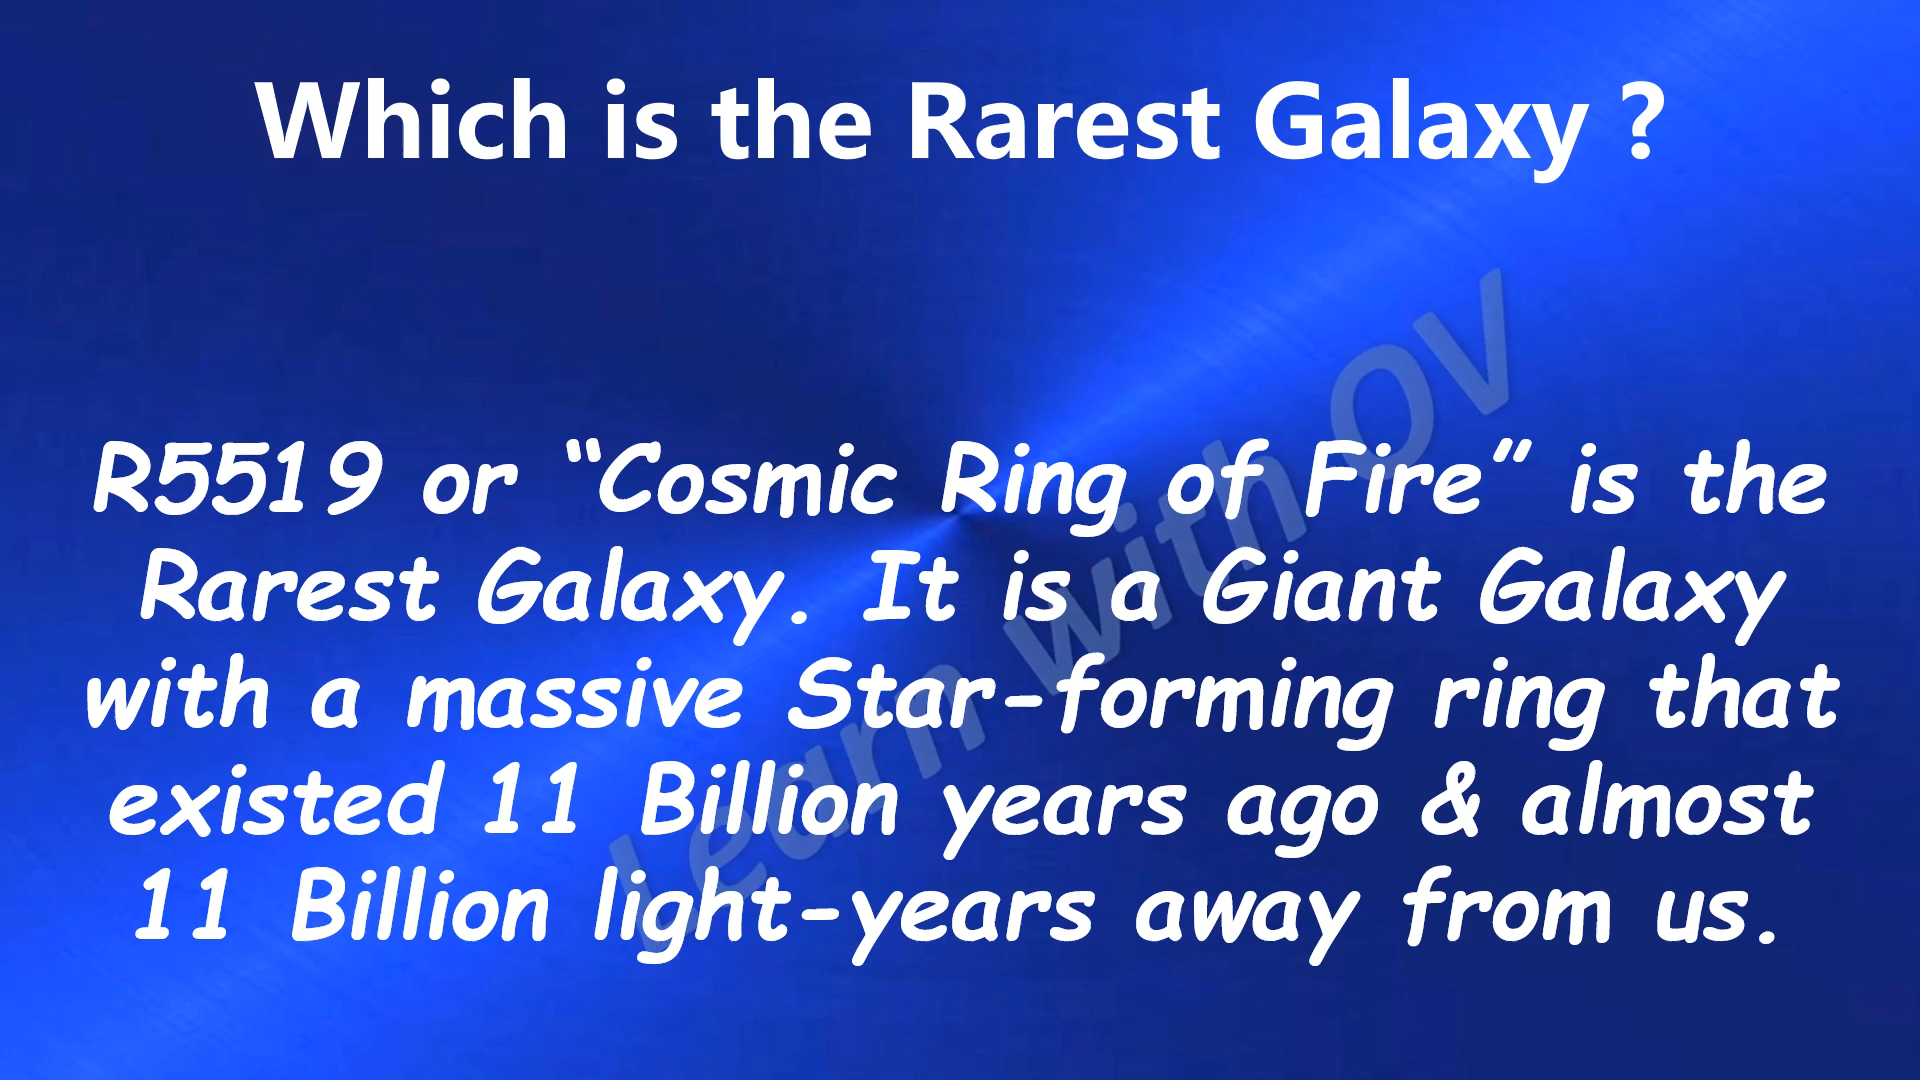 Which is the Rarest Galaxy ?
R5519 or “Cosmic Ring of Fire” is the
Rarest Galaxy. It is a Giant Galaxy
with a massive Star-forming ring that
existed 11 Billion years ago & almost
11 Billion light-years away from us.
Learn with OV